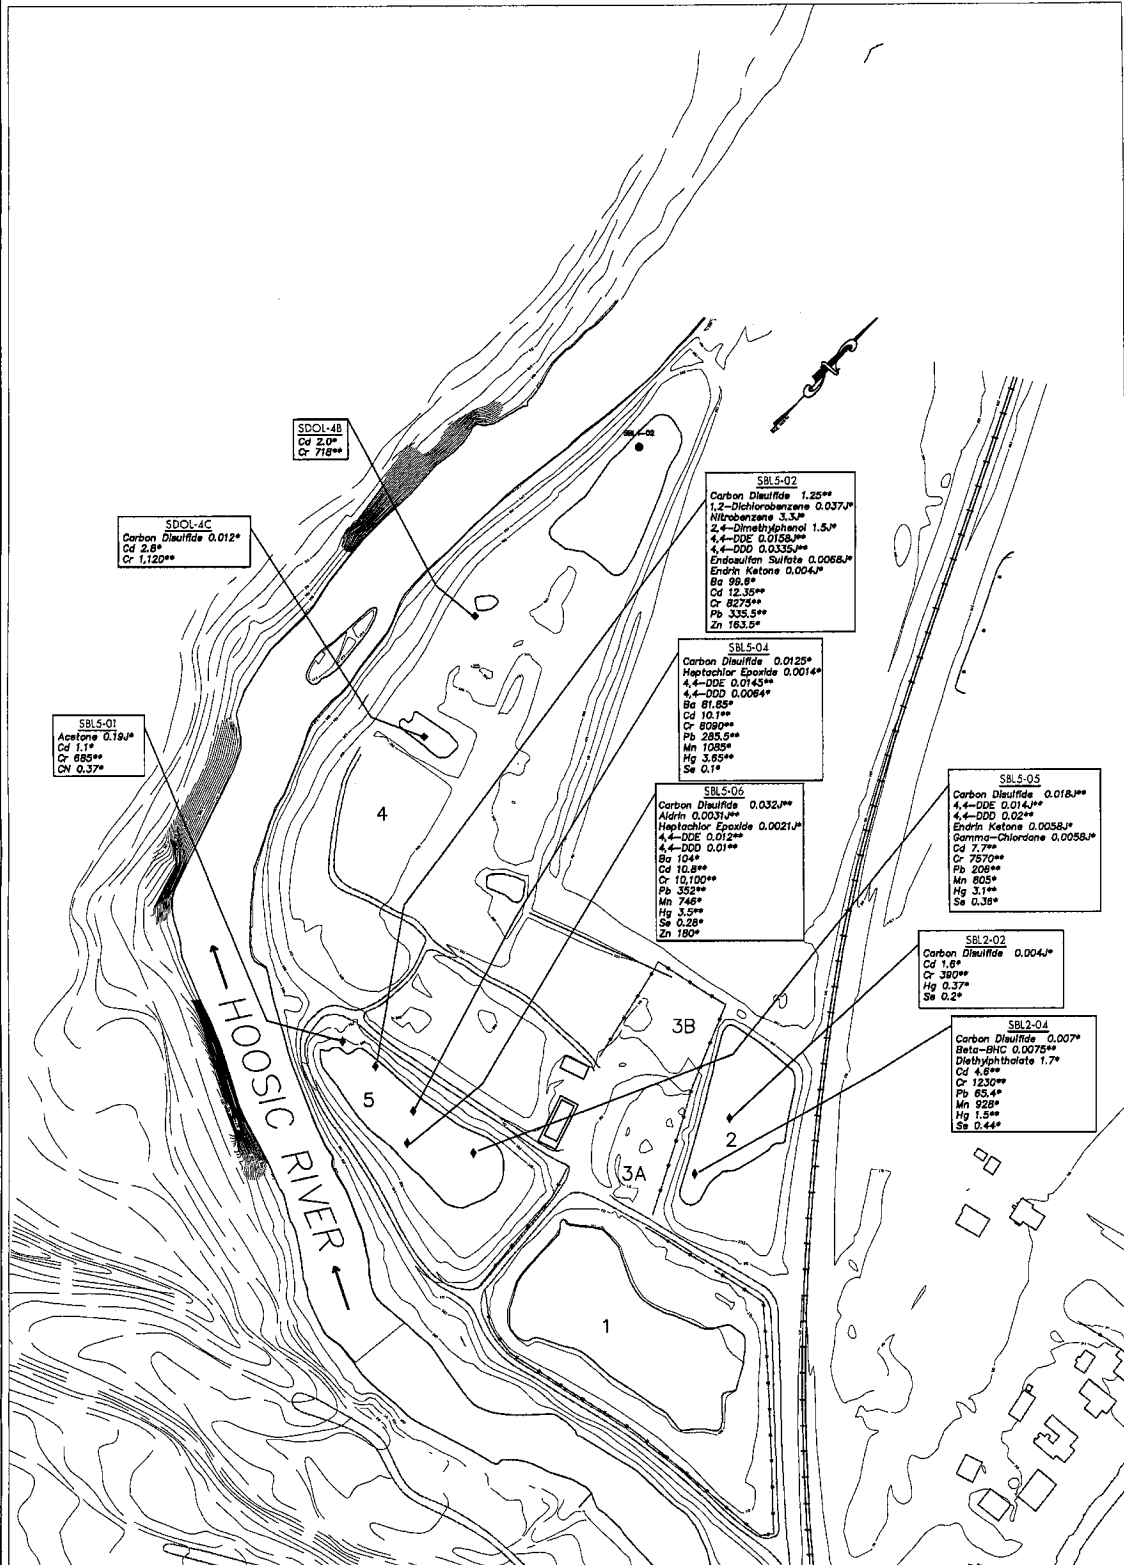 SDOL-4B
Cd 2.0*
Cr 718**
SBL5-02
Carbon Disulfide 1.25**
1,2-Dichlorobenzene 0.037J*
Nitrobenzene 3.3J*
2,4-Dimethylphenol 1.5J*
4,4-DDE 0.0158J**
4,4-DDD 0.0335J**
Endosulfan Sulfate 0.0068J*
Endrin Ketone 0.004J*
Ba 99.6*
Cd 12.35**
Cr 8275**
Pb 335.5**
Zn 163.5*
SDOL-4C
Carbon Disulfide 0.012*
Cd 2.8*
Cr 1,120**
SBL5-04
Carbon Disulfide 0.0125*
Heptachlor Epoxide 0.0014*
4,4-DDE 0.0145**
4,4-DDD 0.0064*
Ba 81.85*
Cd 10.1**
Cr 8090**
Pb 285.5**
Mn 1085*
Hg 3.65**
Se 0.1*
SBL5-01
Acetone 0.19J*
Cd 1.1*
Cr 685**
CN 0.37*
SBL5-06
Carbon Disulfide 0.032J**
Aldrin 0.0031J**
Heptachlor Epoxide 0.0021J*
4,4-DDE 0.012**
4,4-DDD 0.01**
Ba 104*
Cd 10.8**
Cr 10,100**
Pb 352**
Mn 746*
Hg 3.5**
Se 0.28*
Zn 180*
SBL5-05
Carbon Disulfide 0.018J**
4,4-DDE 0.014J**
4,4-DDD 0.02**
Endrin Ketone 0.0058J*
Gamma-Chlordane 0.0058J*
Cd 7.7**
Cr 7570**
Pb 206**
Mn 605*
Hg 3.1**
Se 0.36*
4
SBL2-02
Carbon Disulfide 0.004J*
Cd 1.6*
Cr 390**
Hg 0.37*
Se 0.2*
3B
SBL2-04
Carbon Disulfide 0.007*
Beta-BHC 0.0075**
Diethylphthalate 1.7*
Cd 4.6**
Cr 1230**
Pb 65.4*
Mn 928*
Hg 1.5**
Se 0.44*
HOOSIC RIVER
5
2
3A
1